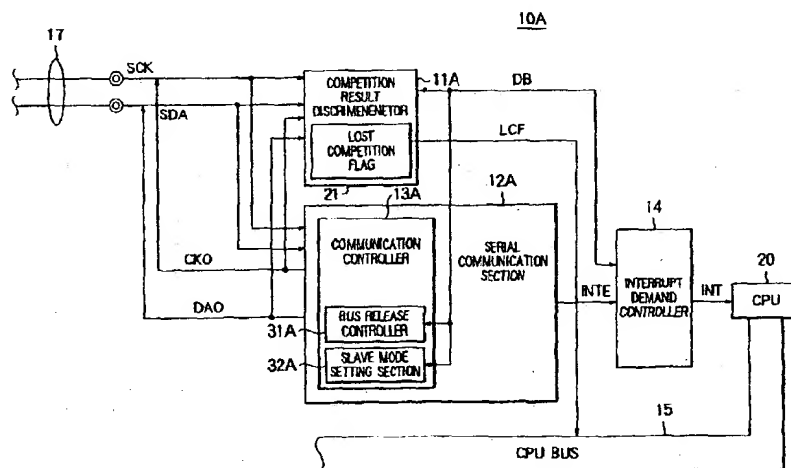 10A
17
SCK
SDA
COMPETITION
RESULT
DISCRIMENENETOR
11A
DB
LOST
COMPETITION
FLAG
LCF
21
13A
12A
COMMUNICATION
CONTROLLER
SERIAL
COMMUNICATION
SECTION
14
20
CKO
DAO
INTE
INTERRUPT
DEMAND
CONTROLLER
INT
CPU
BUS RELEASE
CONTROLLER
31A
SLAVE MODE
SETTING SECTION
32A
15
CPU BUS